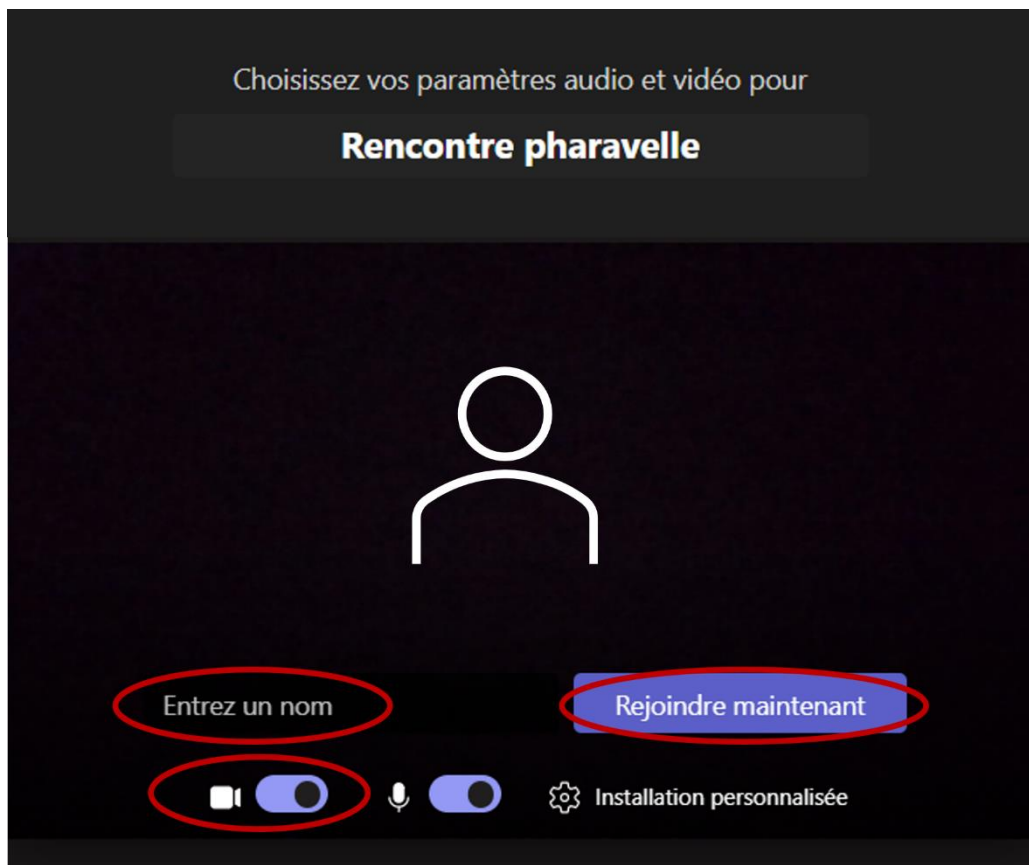 Choisissez vos paramètres audio et vidéo pour
Rencontre pharavelle
Entrez un nom
Rejoindre maintenant
Installation personnalisée